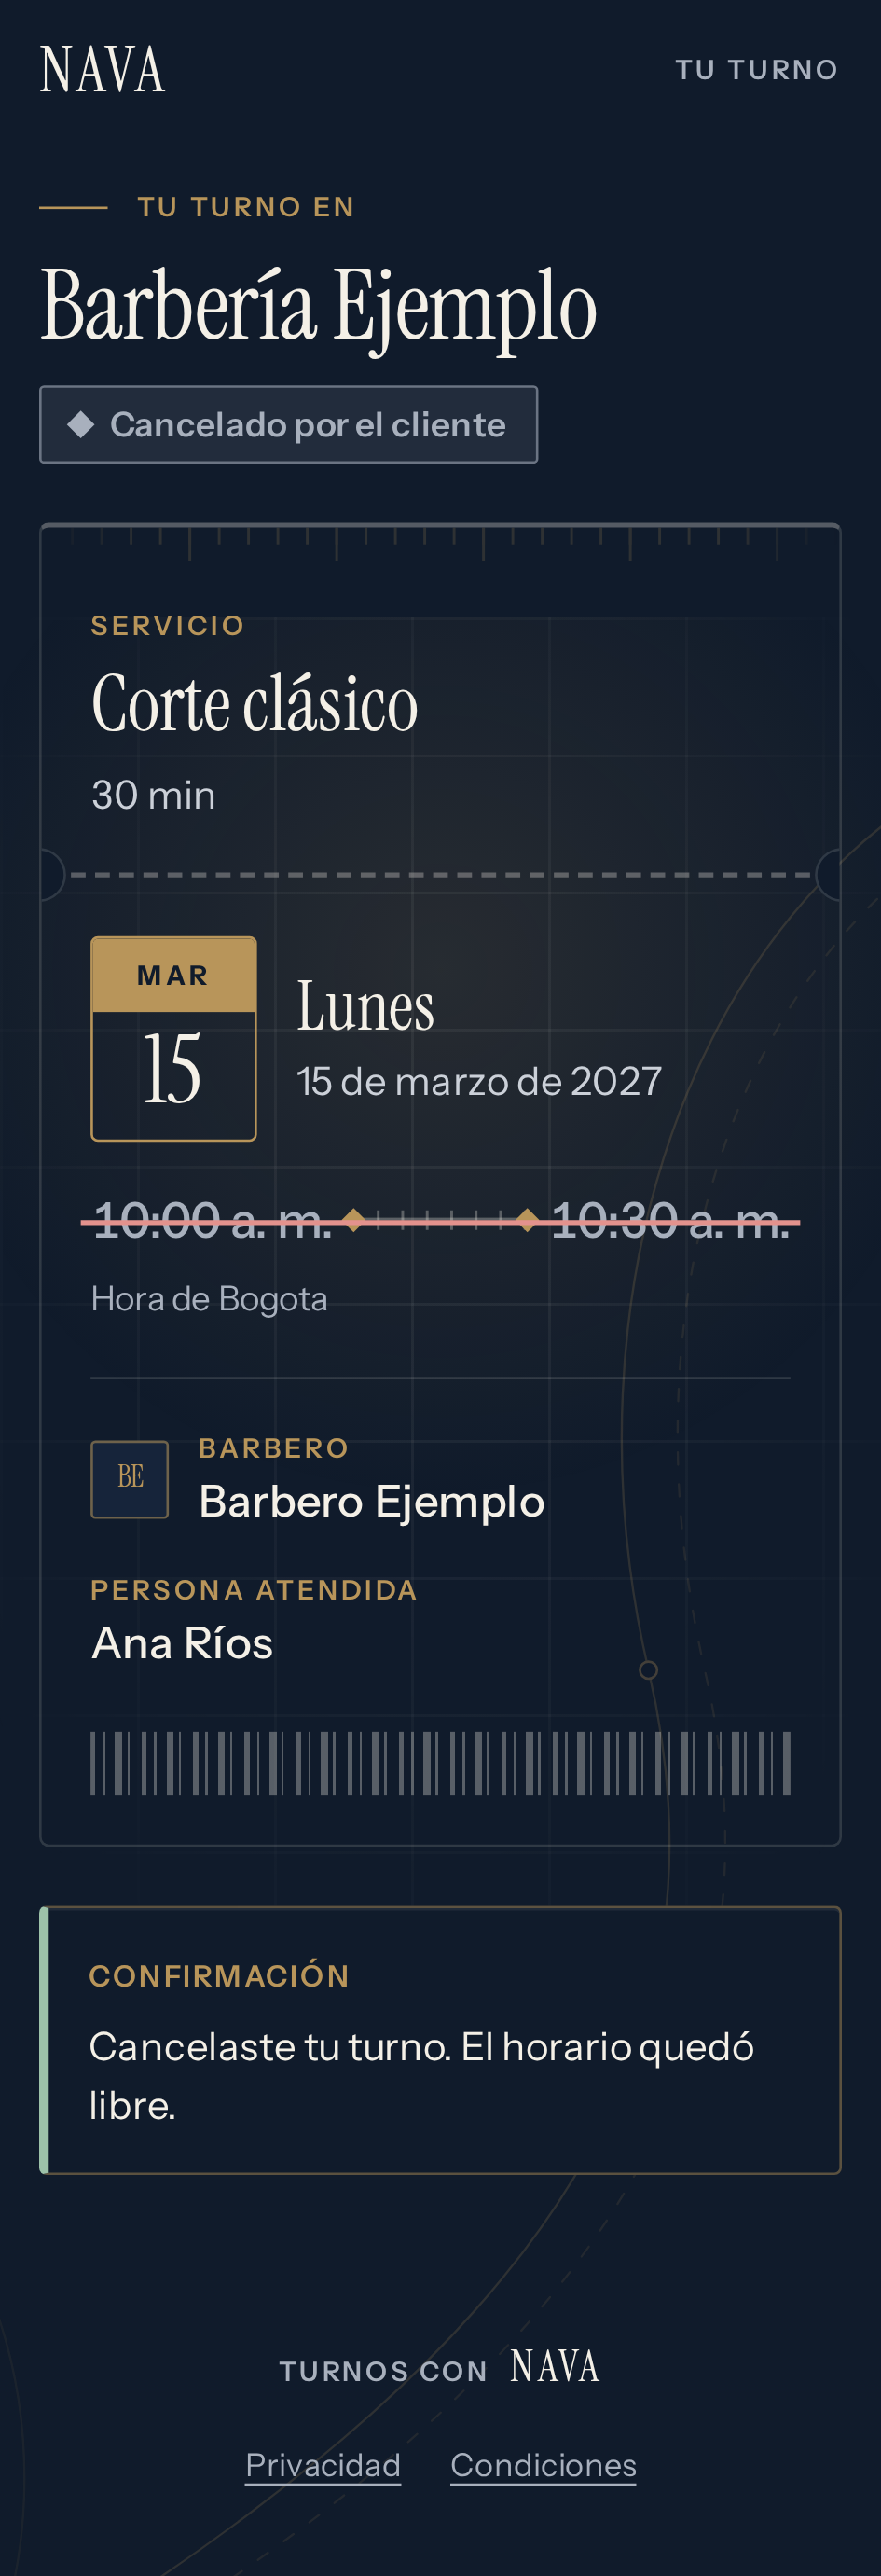 NAVA
TU TURNO
TU TURNO EN
Barbería Ejemplo
Cancelado por el cliente
SERVICIO
Corte clásico
30 min
MAR
15
Lunes
15 de marzo de 2027
10:00 a. m. 10:30 a. m.
Hora de Bogota
BE
BARBERO
Barbero Ejemplo
PERSONA ATENDIDA
Ana Ríos
CONFIRMACIÓN
Cancelaste tu turno. El horario quedó
libre.
TURNOS CON NAVA
Privacidad Condiciones